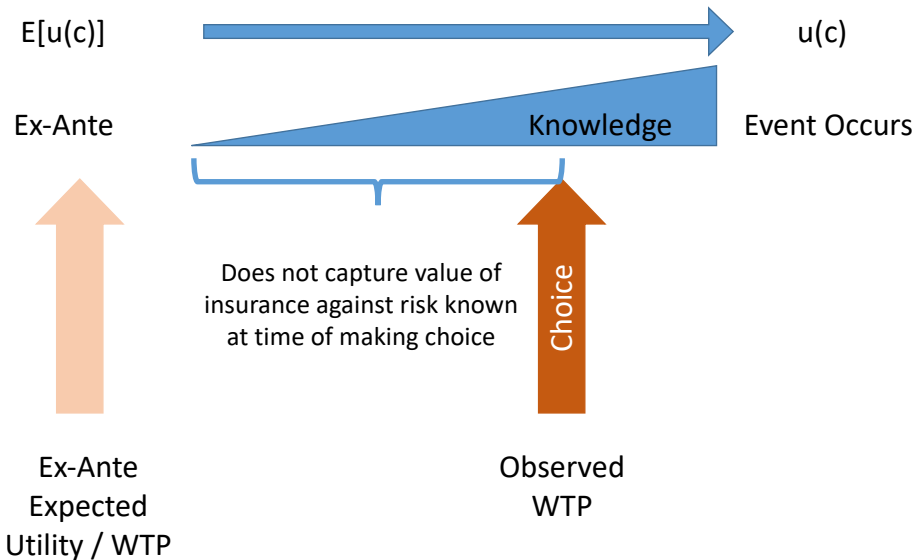 E[u(c)]
u(c)
Ex-Ante
Knowledge
Event Occurs
Does not capture value of
insurance against risk known
at time of making choice
Choice
Ex-Ante
Expected
Utility / WTP
Observed
WTP